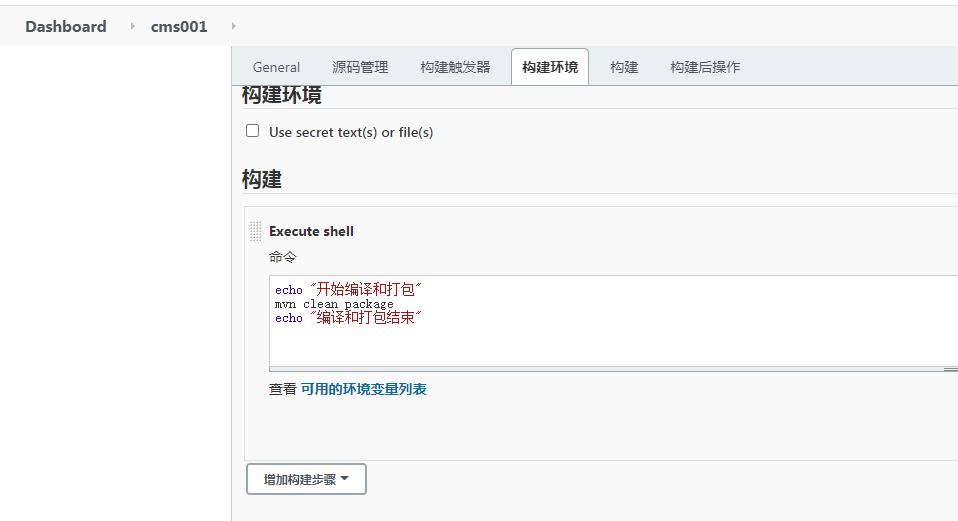 Dashboard cms001
General 源码管理 构建触发器 构建环境 构建 构建后操作
构建环境
Use secret text(s) or file(s)
构建
Execute shell
命令
echo "开始编译和打包"
mvn clean package
echo "编译和打包结束"
查看 可用的环境变量列表
增加构建步骤